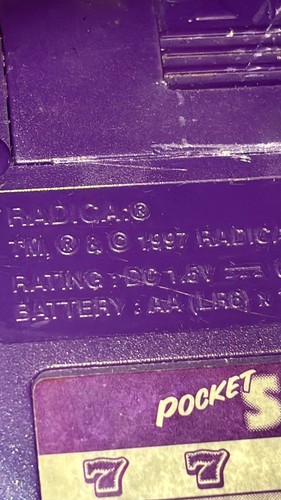 RADICA:®
TM, ® & © 1997 RADICA
RATING : DC 1.5V ⎓ (
BATTERY : AA (LR6) ×
POCKET S
7 7